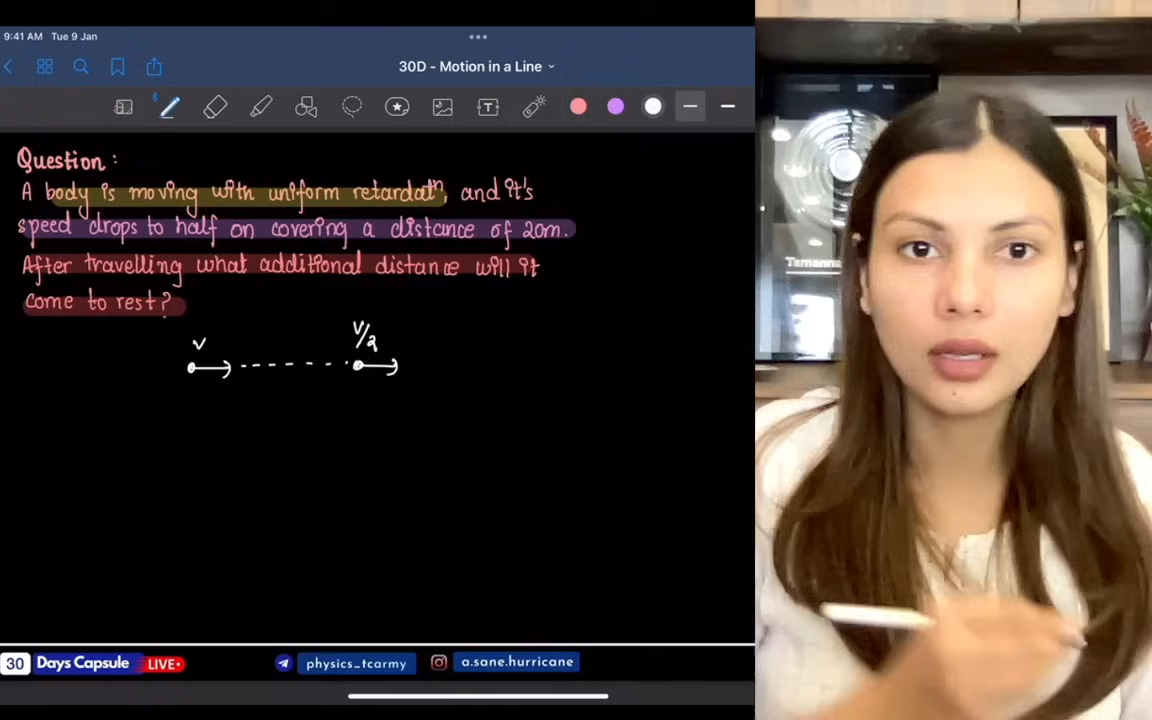 9:41 AM Tue 9 Jan
30D - Motion in a Line
T
Question:
A body is moving with uniform retardatⁿ, and it's
speed drops to half on covering a distance of 20m.
After travelling what additional distance will it
come to rest?
v v/2
30 Days Capsule LIVE
physics_tcarmy
a.sane.hurricane